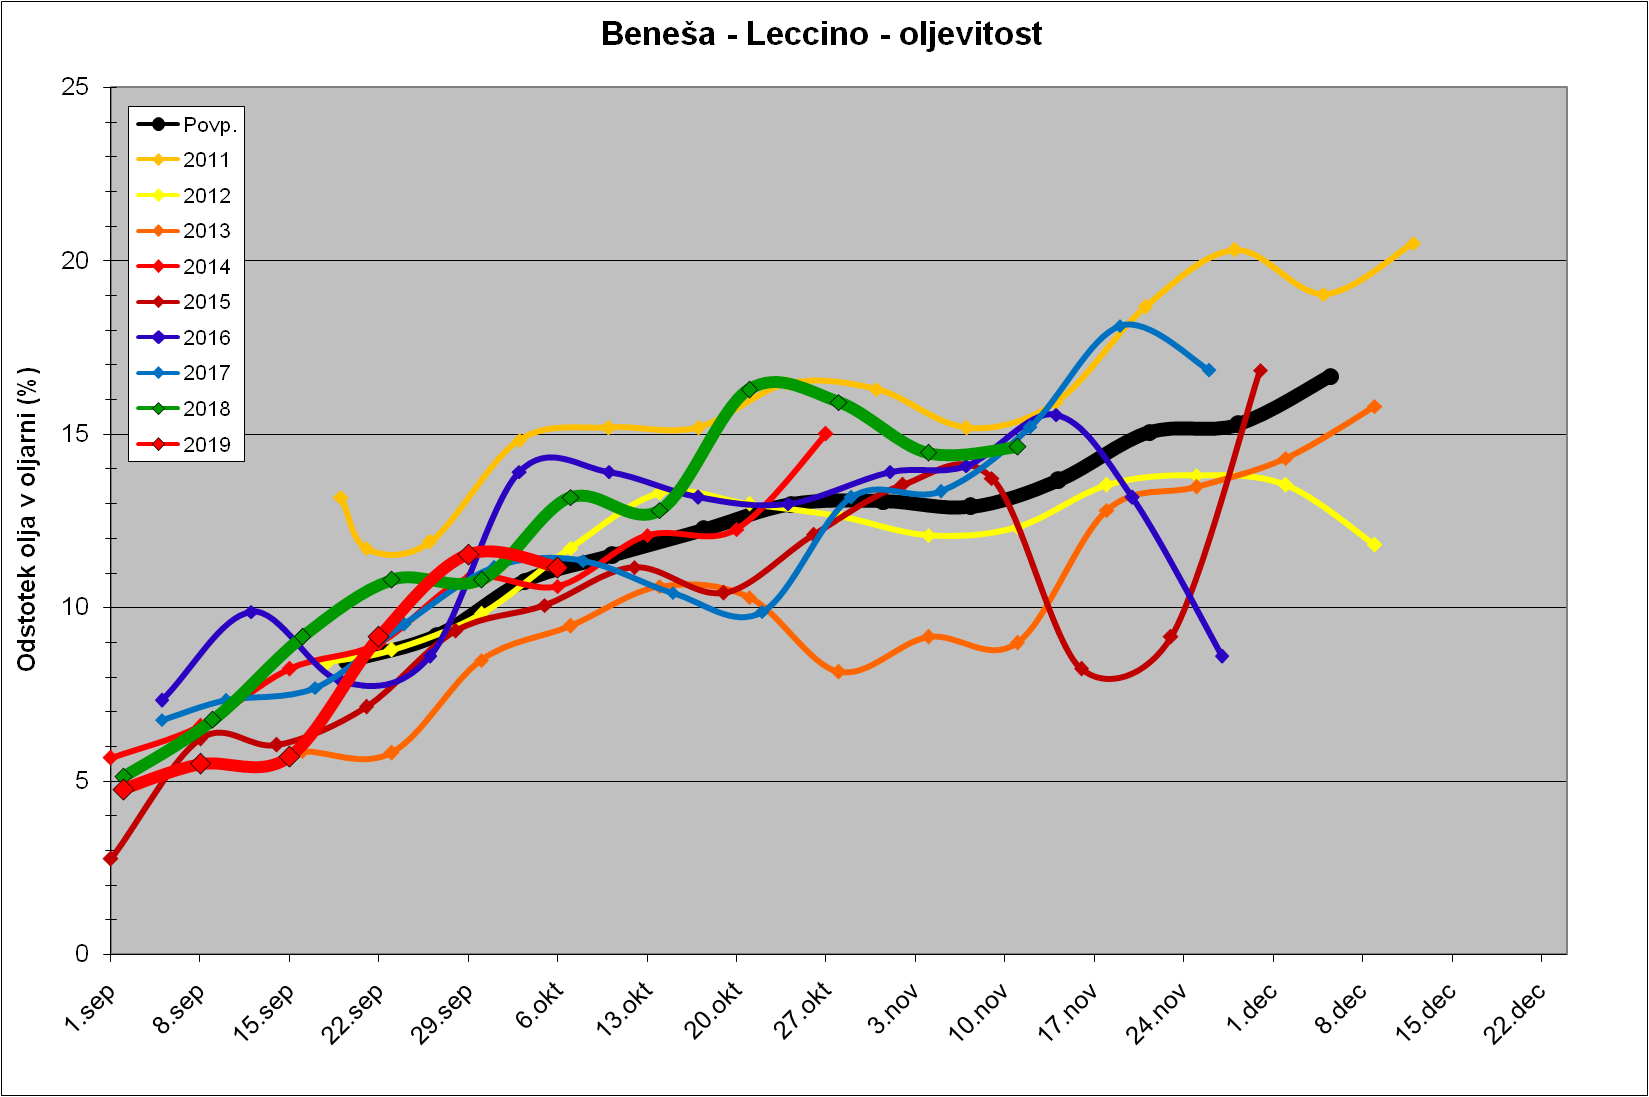 Beneša - Leccino - oljevitost
Odstotek olja v oljarni (%)
25
20
15
10
5
0
Povp.
2011
2012
2013
2014
2015
2016
2017
2018
2019
1.sep
8.sep
15.sep
22.sep
29.sep
6.okt
13.okt
20.okt
27.okt
3.nov
10.nov
17.nov
24.nov
1.dec
8.dec
15.dec
22.dec